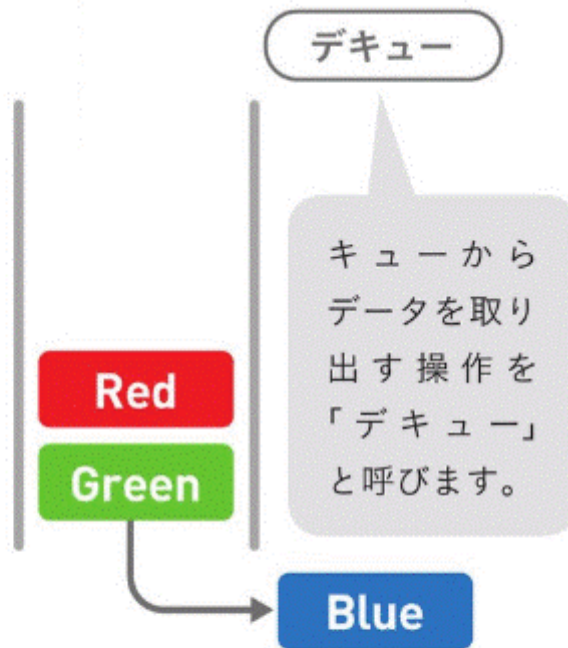 デキュー
キューから
データを取り
出す操作を
「デキュー」
と呼びます。
Red
Green
Blue